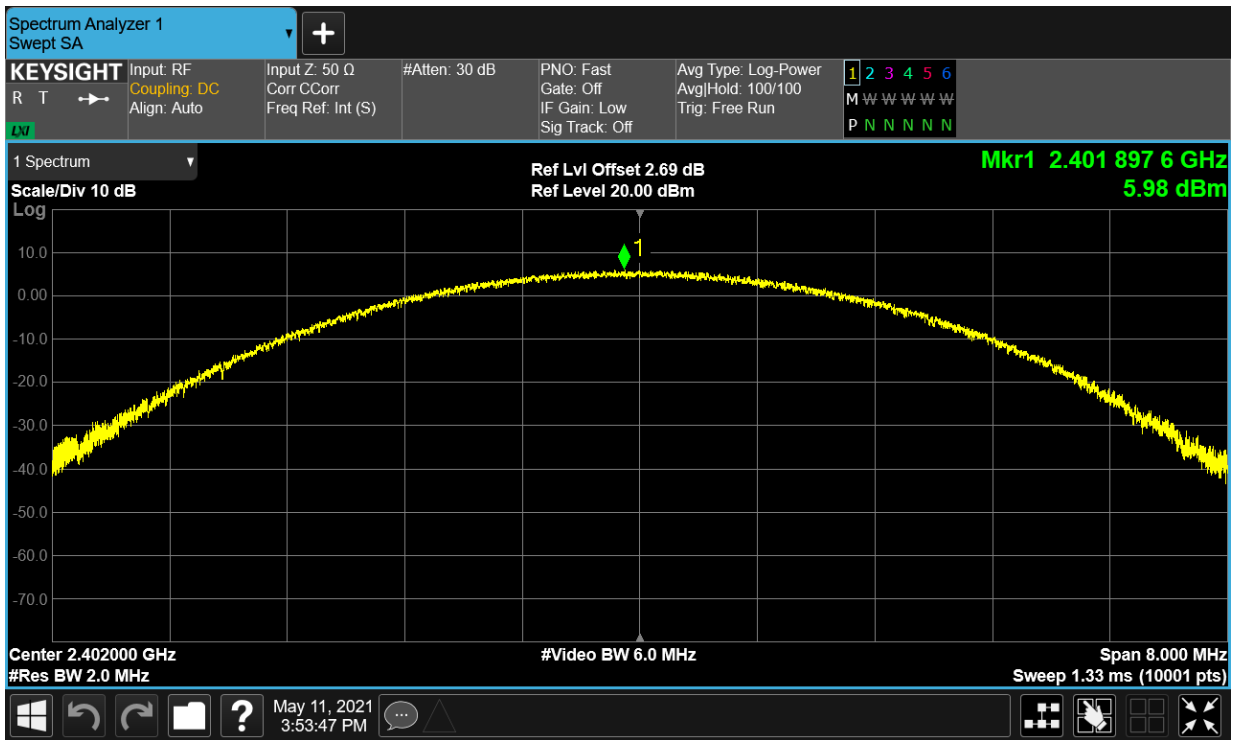 Spectrum Analyzer 1
Swept SA
KEYSIGHT
R T
LXI
Input: RF
Coupling: DC
Align: Auto
Input Z: 50 Ω
Corr CCorr
Freq Ref: Int (S)
#Atten: 30 dB
PNO: Fast
Gate: Off
IF Gain: Low
Sig Track: Off
Avg Type: Log-Power
Avg|Hold: 100/100
Trig: Free Run
1 2 3 4 5 6
M W W W W W
P N N N N N
1 Spectrum
Scale/Div 10 dB
Log
Ref Lvl Offset 2.69 dB
Ref Level 20.00 dBm
Mkr1 2.401 897 6 GHz
5.98 dBm
1
10.0
0.00
-10.0
-20.0
-30.0
-40.0
-50.0
-60.0
-70.0
Center 2.402000 GHz
#Res BW 2.0 MHz
#Video BW 6.0 MHz
Span 8.000 MHz
Sweep 1.33 ms (10001 pts)
?
May 11, 2021
3:53:47 PM